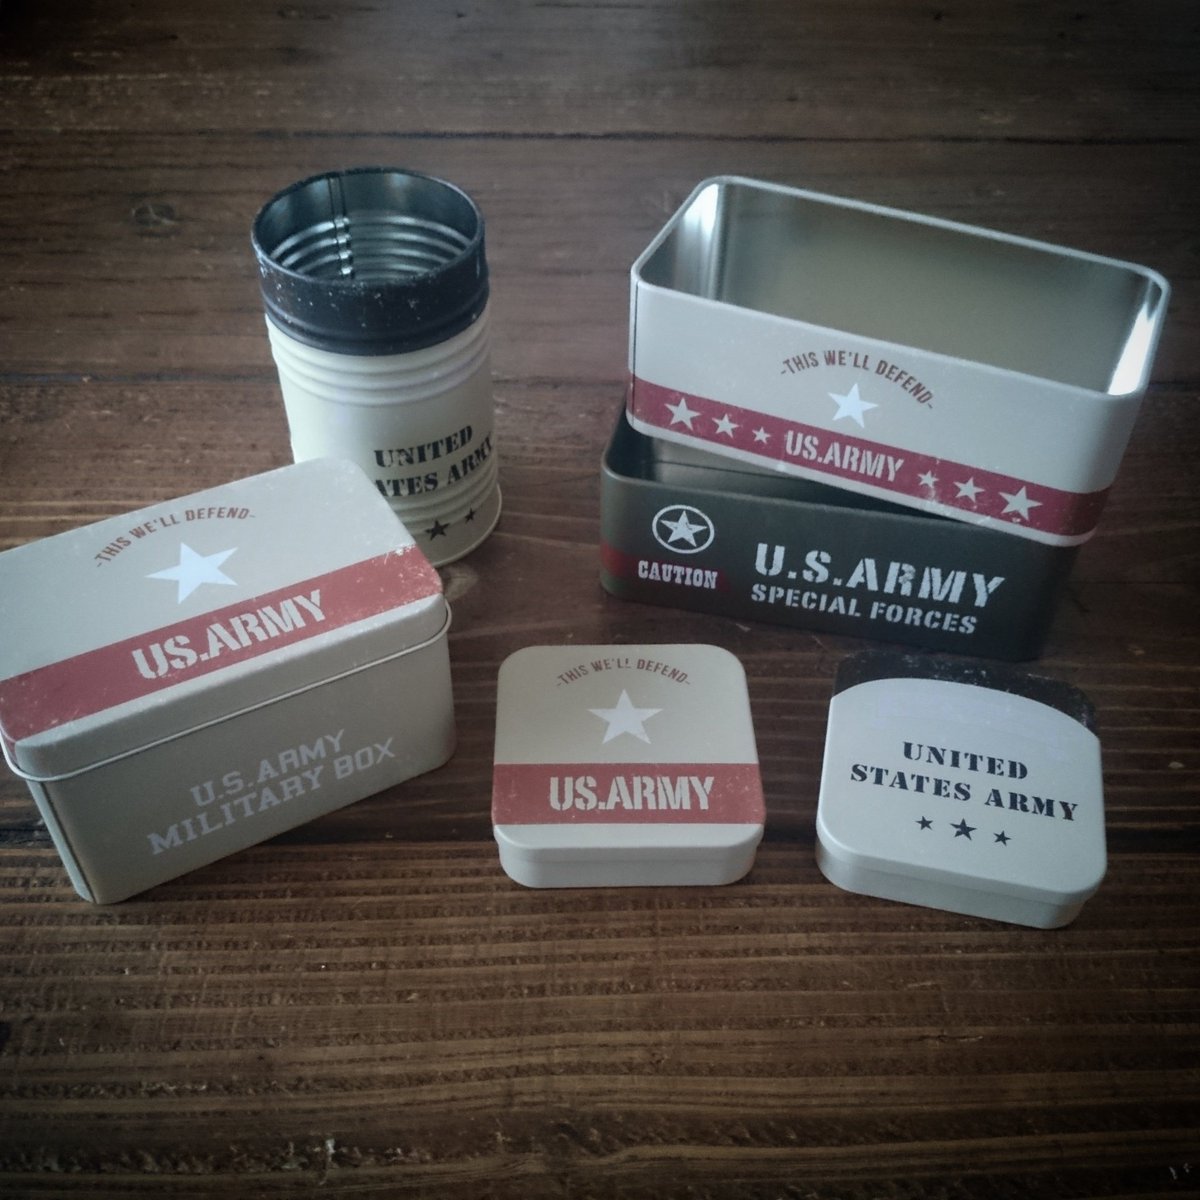 UNITED
ATES ARMY
-THIS WE'LL DEFEND-
US.ARMY
CAUTION
U.S.ARMY
SPECIAL FORCES
-THIS WE'LL DEFEND-
US.ARMY
U.S.ARMY
MILITARY BOX
-THIS WE'LL DEFEND-
US.ARMY
UNITED
STATES ARMY